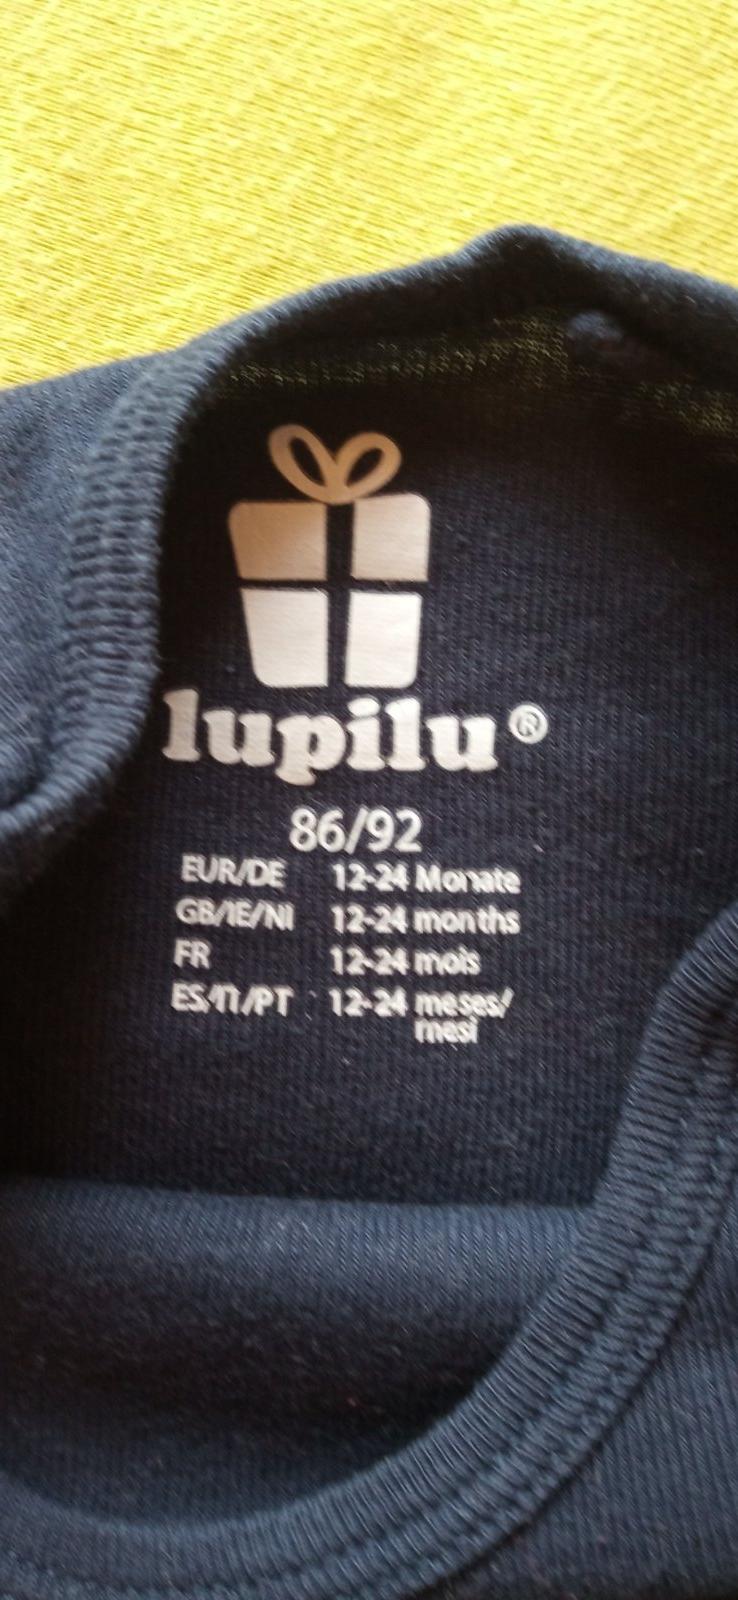 lupilu®
86/92
EUR/DE 12-24 Monate
GB/IE/NI 12-24 months
FR 12-24 mois
ES/IT/PT 12-24 meses/
mesi